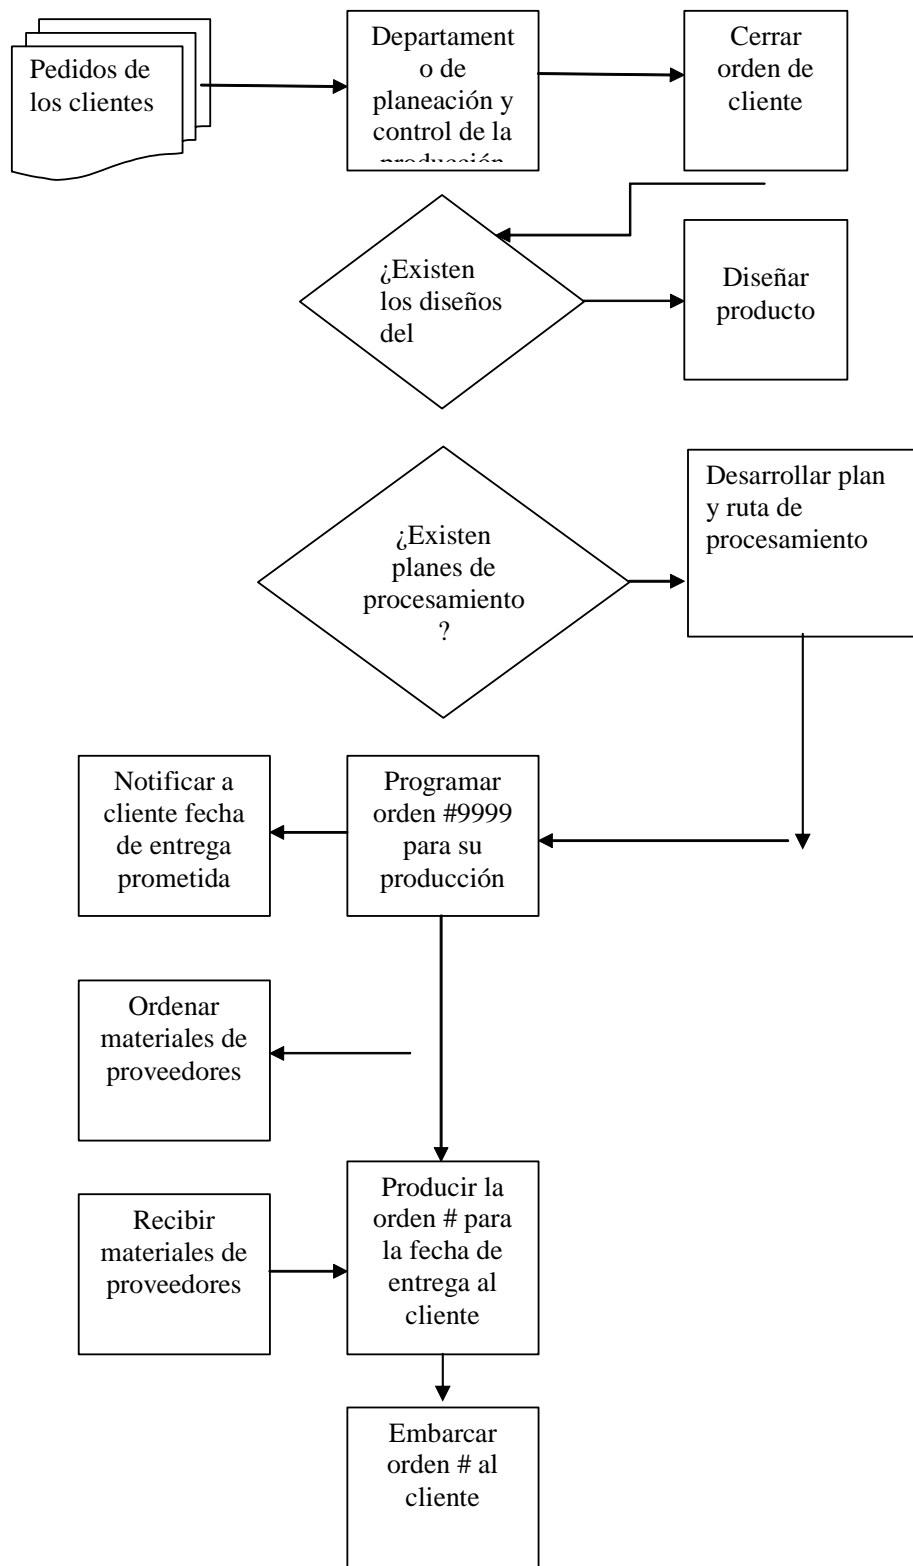 Pedidos de
los clientes
Departament
o de
planeación y
control de la
producción
Cerrar
orden de
cliente
¿Existen
los diseños
del
Diseñar
producto
¿Existen
planes de
procesamiento
?
Desarrollar plan
y ruta de
procesamiento
Notificar a
cliente fecha
de entrega
prometida
Programar
orden #9999
para su
producción
Ordenar
materiales de
proveedores
Recibir
materiales de
proveedores
Producir la
orden # para
la fecha de
entrega al
cliente
Embarcar
orden # al
cliente